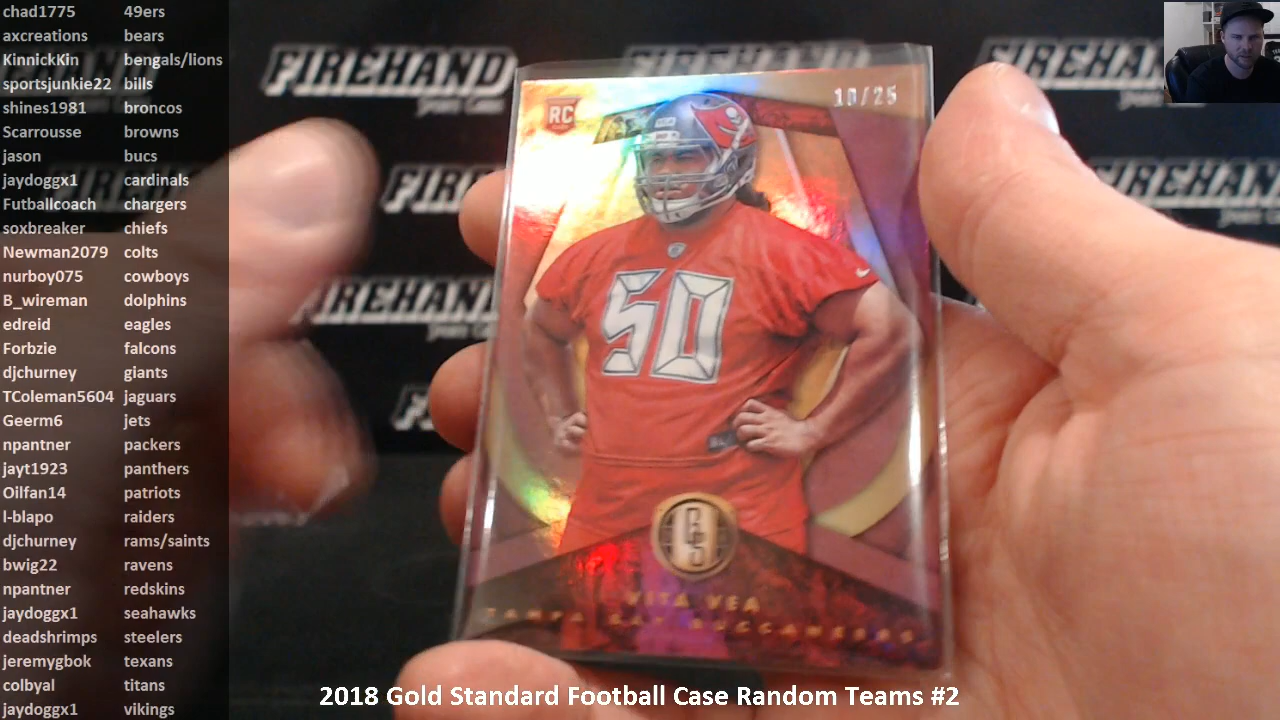 chad1775 49ers
axcreations bears
KinnickKin bengals/lions
sportsjunkie22 bills
shines1981 broncos
Scarrousse browns
jason bucs
jaydoggx1 cardinals
Futballcoach chargers
soxbreaker chiefs
Newman2079 colts
nurboy075 cowboys
B_wireman dolphins
edreid eagles
Forbzie falcons
djchurney giants
TColeman5604 jaguars
Geerm6 jets
npantner packers
jayt1923 panthers
Oilfan14 patriots
l-blapo raiders
djchurney rams/saints
bwig22 ravens
npantner redskins
jaydoggx1 seahawks
deadshrimps steelers
jeremygbok texans
colbyal titans
jaydoggx1 vikings
FIREHAND
FIREHAND
FIREHAND
RC
10/25
50
GS
VITA VEA
TAMPA BAY BUCCANEERS
2018 Gold Standard Football Case Random Teams #2